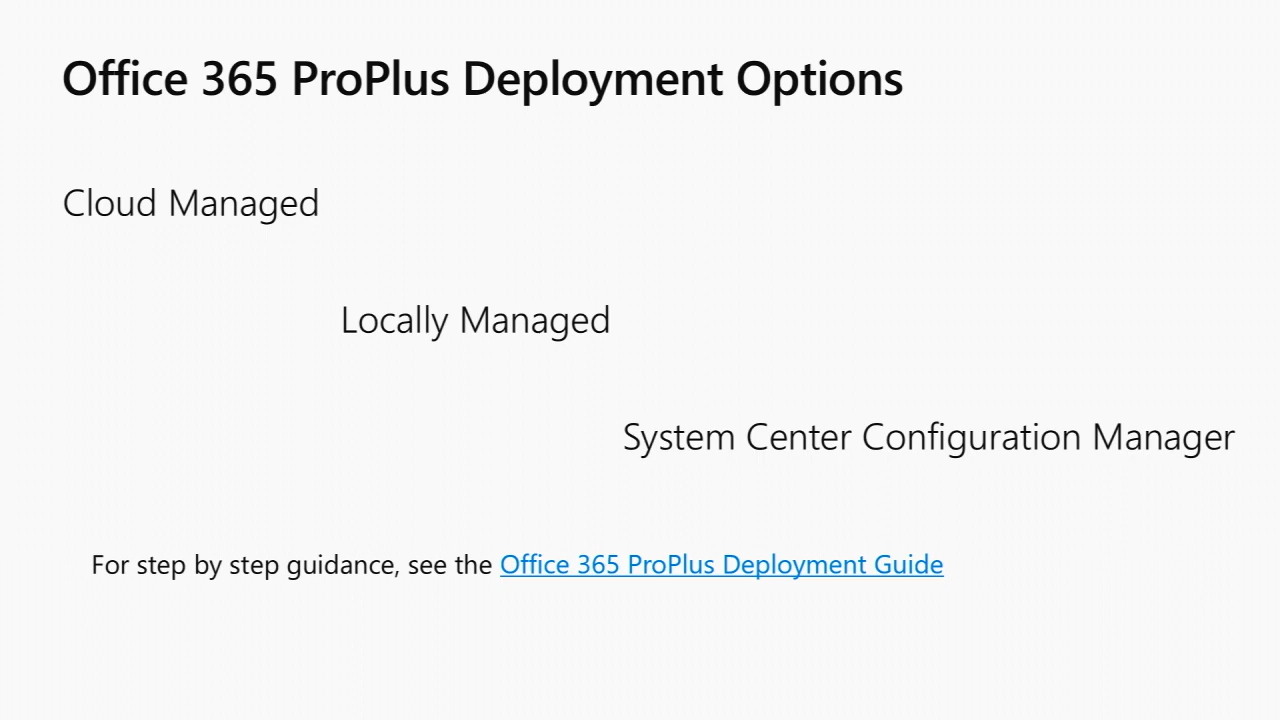 Office 365 ProPlus Deployment Options
Cloud Managed
Locally Managed
System Center Configuration Manager
For step by step guidance, see the Office 365 ProPlus Deployment Guide